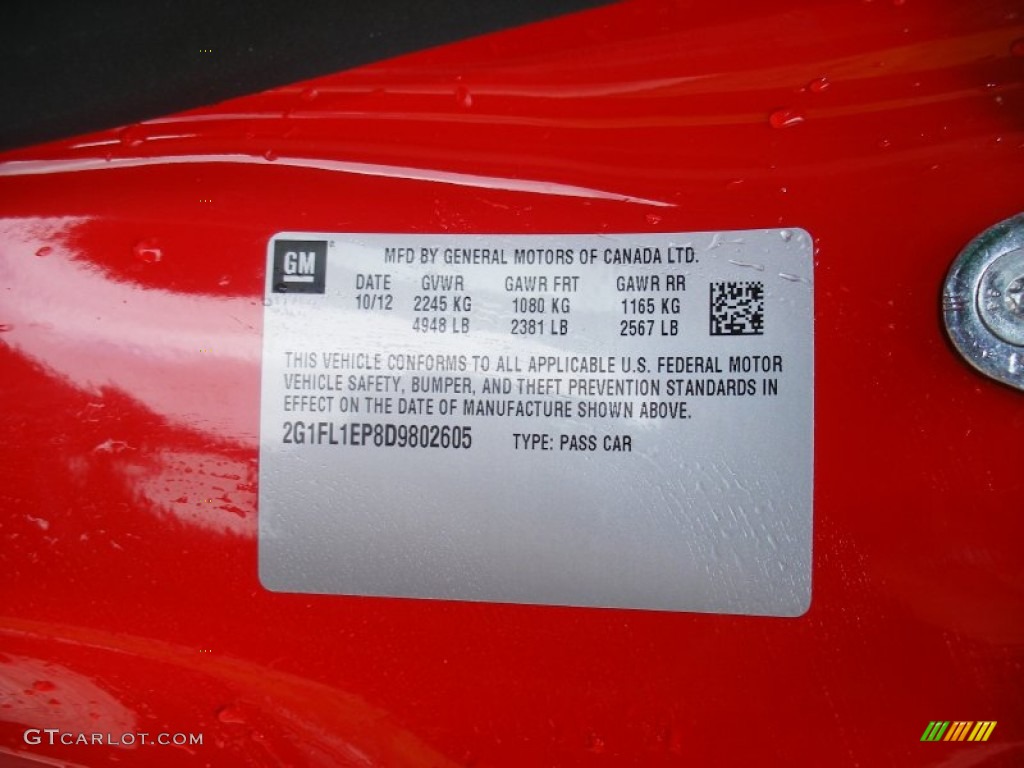 GM
MFD BY GENERAL MOTORS OF CANADA LTD.
DATE GVWR GAWR FRT GAWR RR
10/12 2245 KG 1080 KG 1165 KG
4948 LB 2381 LB 2567 LB
THIS VEHICLE CONFORMS TO ALL APPLICABLE U.S. FEDERAL MOTOR
VEHICLE SAFETY, BUMPER, AND THEFT PREVENTION STANDARDS IN
EFFECT ON THE DATE OF MANUFACTURE SHOWN ABOVE.
2G1FL1EP8D9802605 TYPE: PASS CAR
GTCARLOT.COM